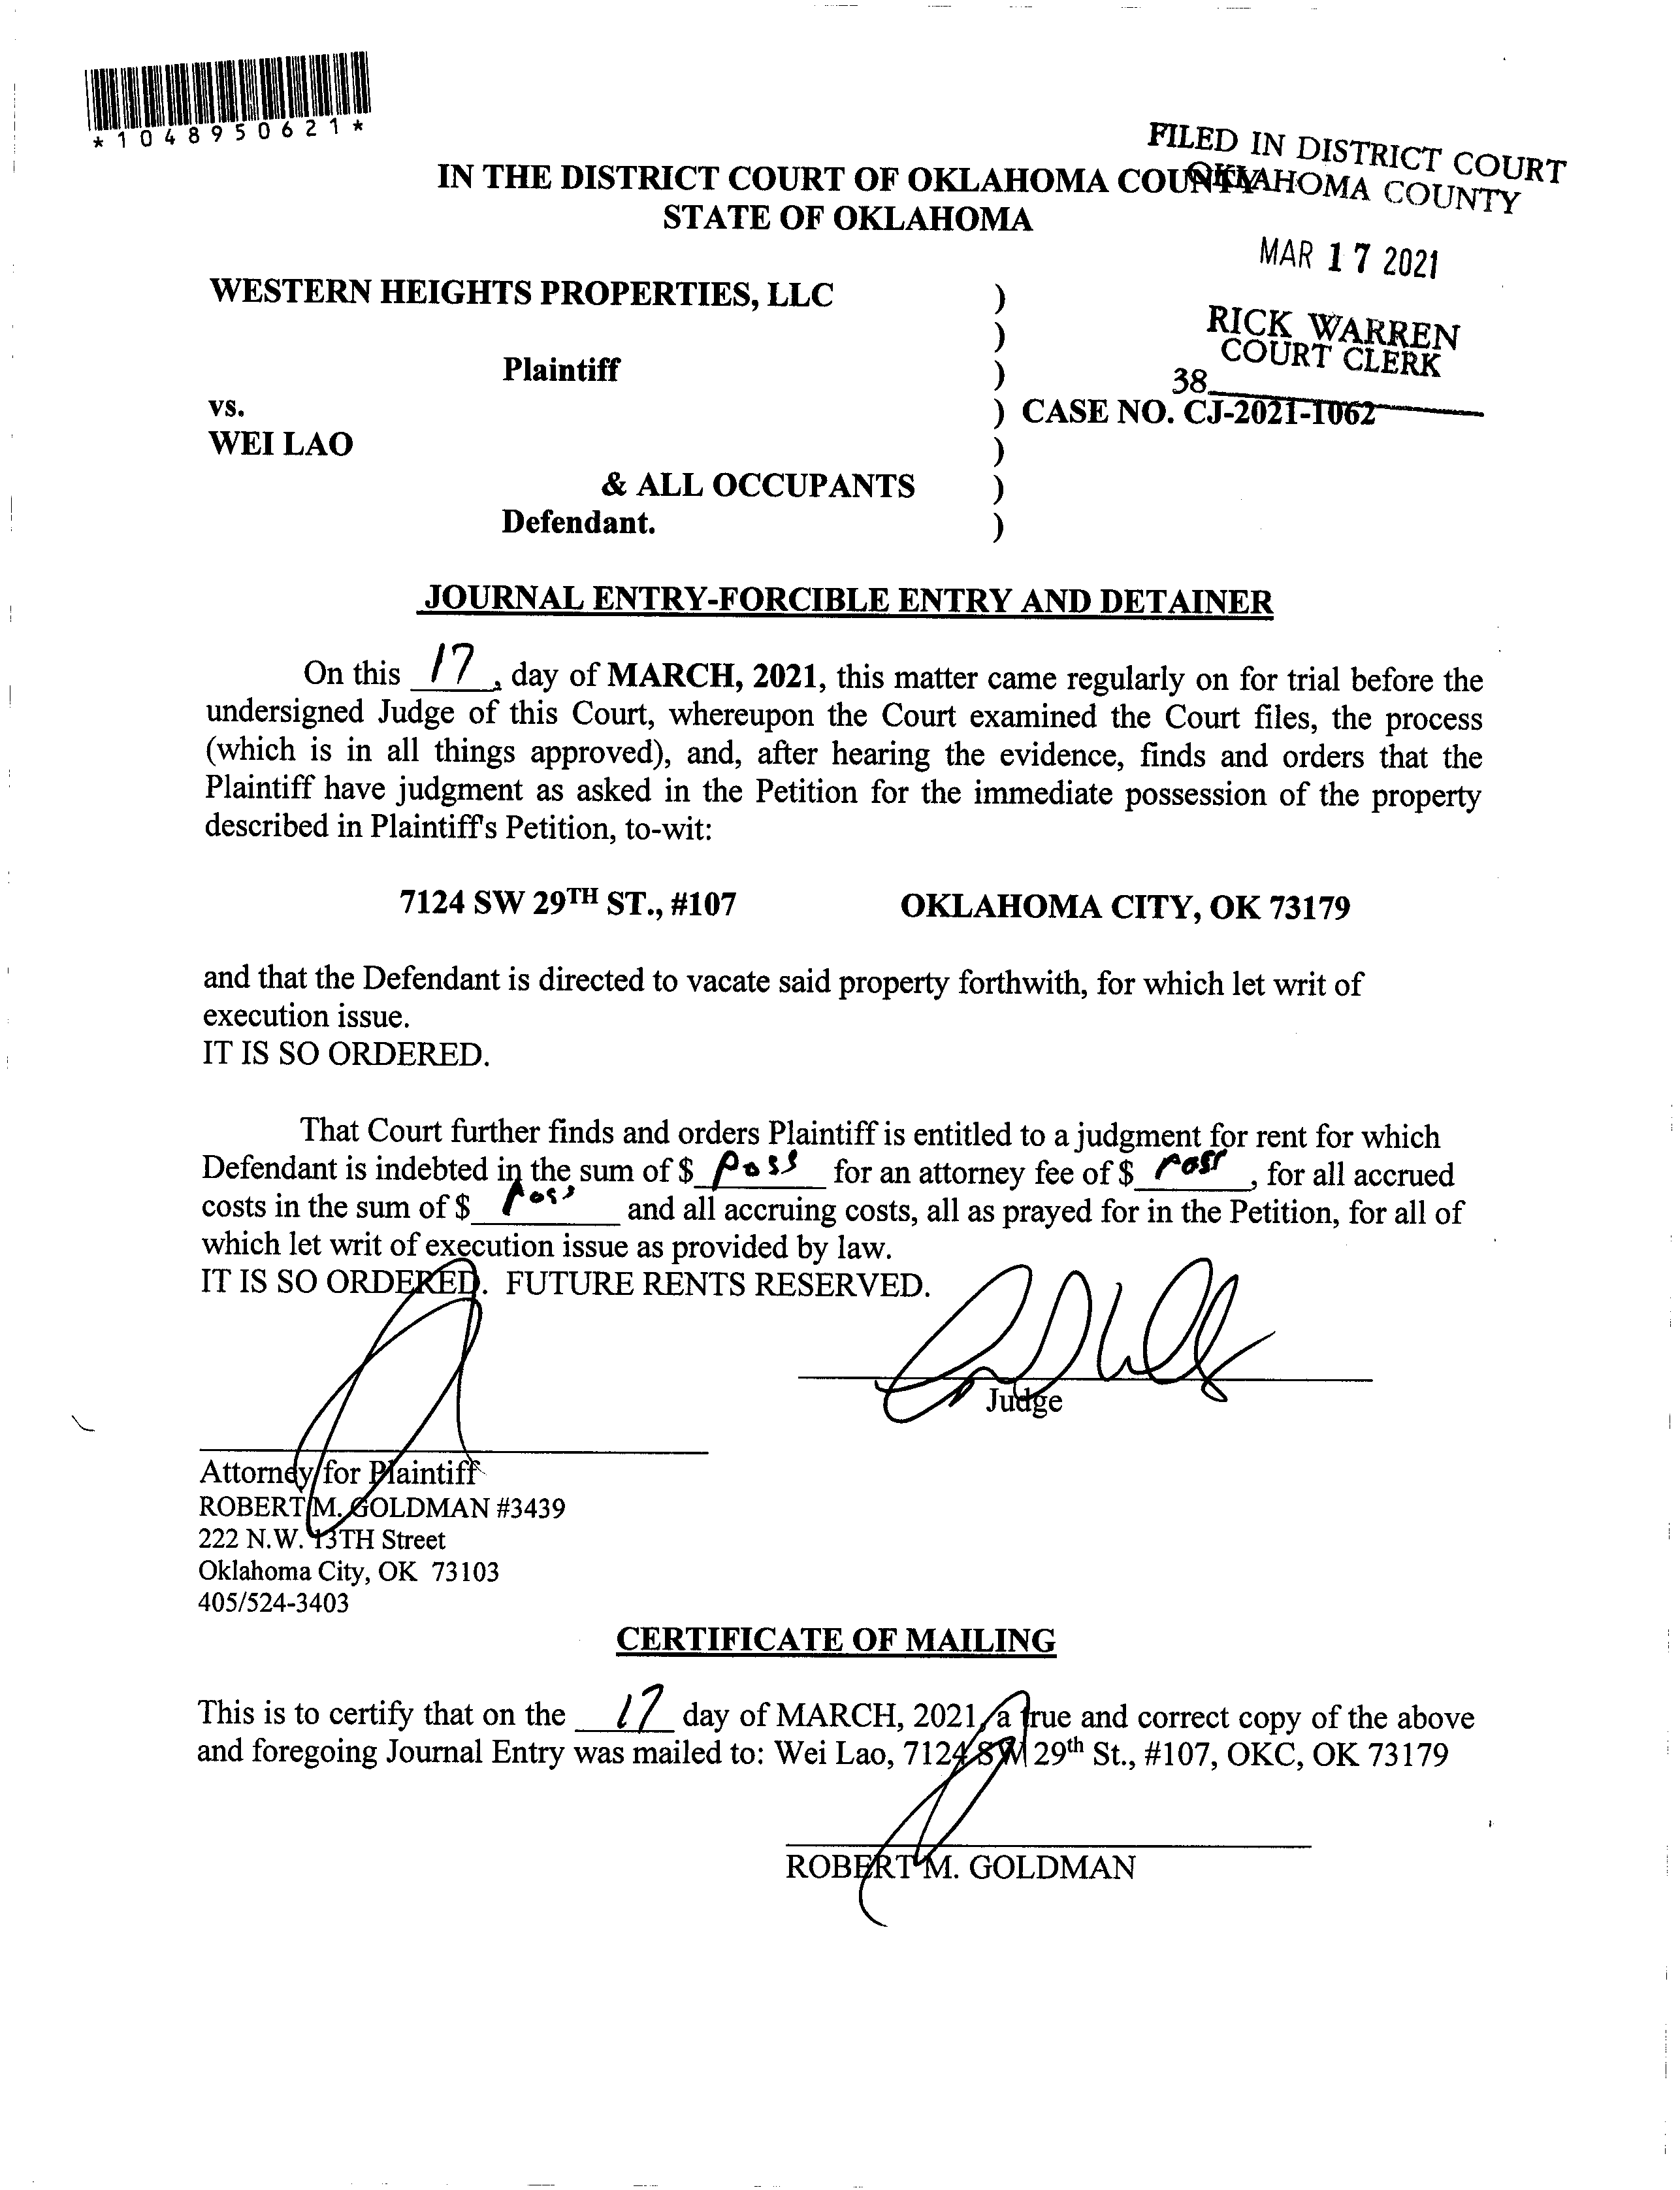 *1048950621*
FILED IN DISTRICT COURT
OKLAHOMA COUNTY
IN THE DISTRICT COURT OF OKLAHOMA COUNTY
STATE OF OKLAHOMA
MAR 17 2021
WESTERN HEIGHTS PROPERTIES, LLC )
)
RICK WARREN
COURT CLERK
Plaintiff )
38
vs. ) CASE NO. CJ-2021-1062
WEI LAO )
& ALL OCCUPANTS )
Defendant. )
JOURNAL ENTRY-FORCIBLE ENTRY AND DETAINER
On this 17, day of MARCH, 2021, this matter came regularly on for trial before the
undersigned Judge of this Court, whereupon the Court examined the Court files, the process
(which is in all things approved), and, after hearing the evidence, finds and orders that the
Plaintiff have judgment as asked in the Petition for the immediate possession of the property
described in Plaintiff's Petition, to-wit:
7124 SW 29TH ST., #107 OKLAHOMA CITY, OK 73179
and that the Defendant is directed to vacate said property forthwith, for which let writ of
execution issue.
IT IS SO ORDERED.
That Court further finds and orders Plaintiff is entitled to a judgment for rent for which
Defendant is indebted in the sum of $ poss for an attorney fee of $ poss, for all accrued
costs in the sum of $ poss and all accruing costs, all as prayed for in the Petition, for all of
which let writ of execution issue as provided by law.
IT IS SO ORDERED. FUTURE RENTS RESERVED.
Judge
Attorney for Plaintiff
ROBERT M. GOLDMAN #3439
222 N.W. 13TH Street
Oklahoma City, OK 73103
405/524-3403
CERTIFICATE OF MAILING
This is to certify that on the 17 day of MARCH, 2021, a true and correct copy of the above
and foregoing Journal Entry was mailed to: Wei Lao, 7124 SW 29th St., #107, OKC, OK 73179
ROBERT M. GOLDMAN